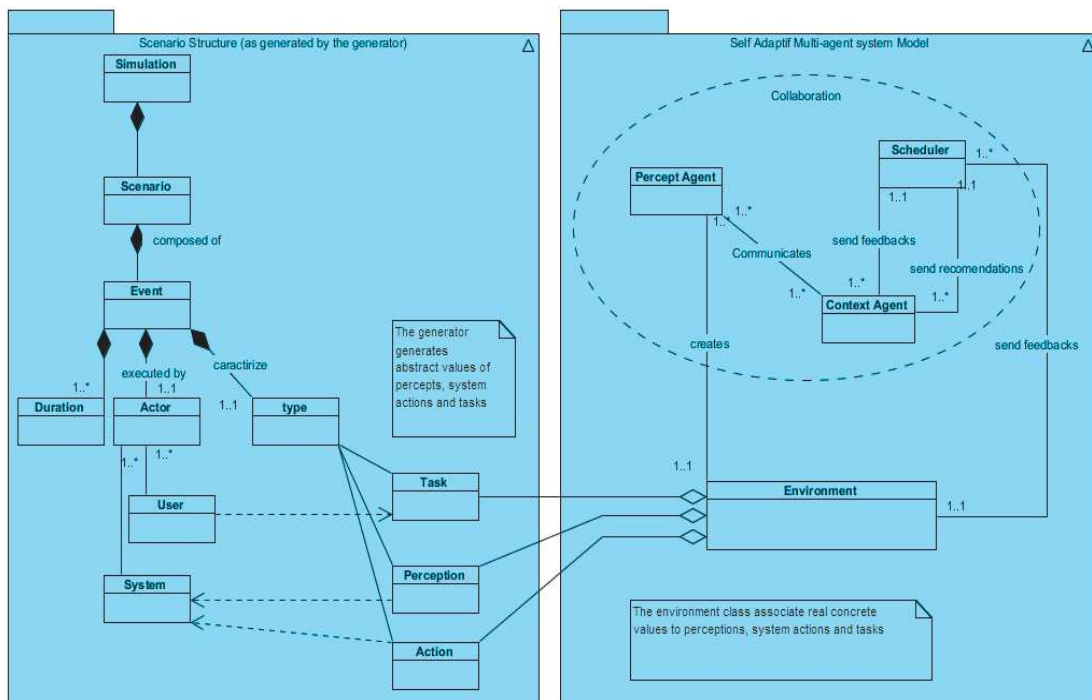 Scenario Structure (as generated by the generator)
Simulation
Scenario
composed of
Event
caractirize
executed by
1..*
1..1
1..1
Duration
Actor
type
The generator
generates
abstract values of
percepts, system
actions and tasks
1..*
1..*
User
Task
System
Perception
Action
Self Adaptif Multi-agent system Model
Collaboration
Scheduler
1..*
Percept Agent
1..1
1..1
1..*
1..*
Communicates
send feedbacks
send recomendations
1..*
1..*
1..*
Context Agent
creates
send feedbacks
1..1
Environment
1..1
The environment class associate real concrete
values to perceptions, system actions and tasks